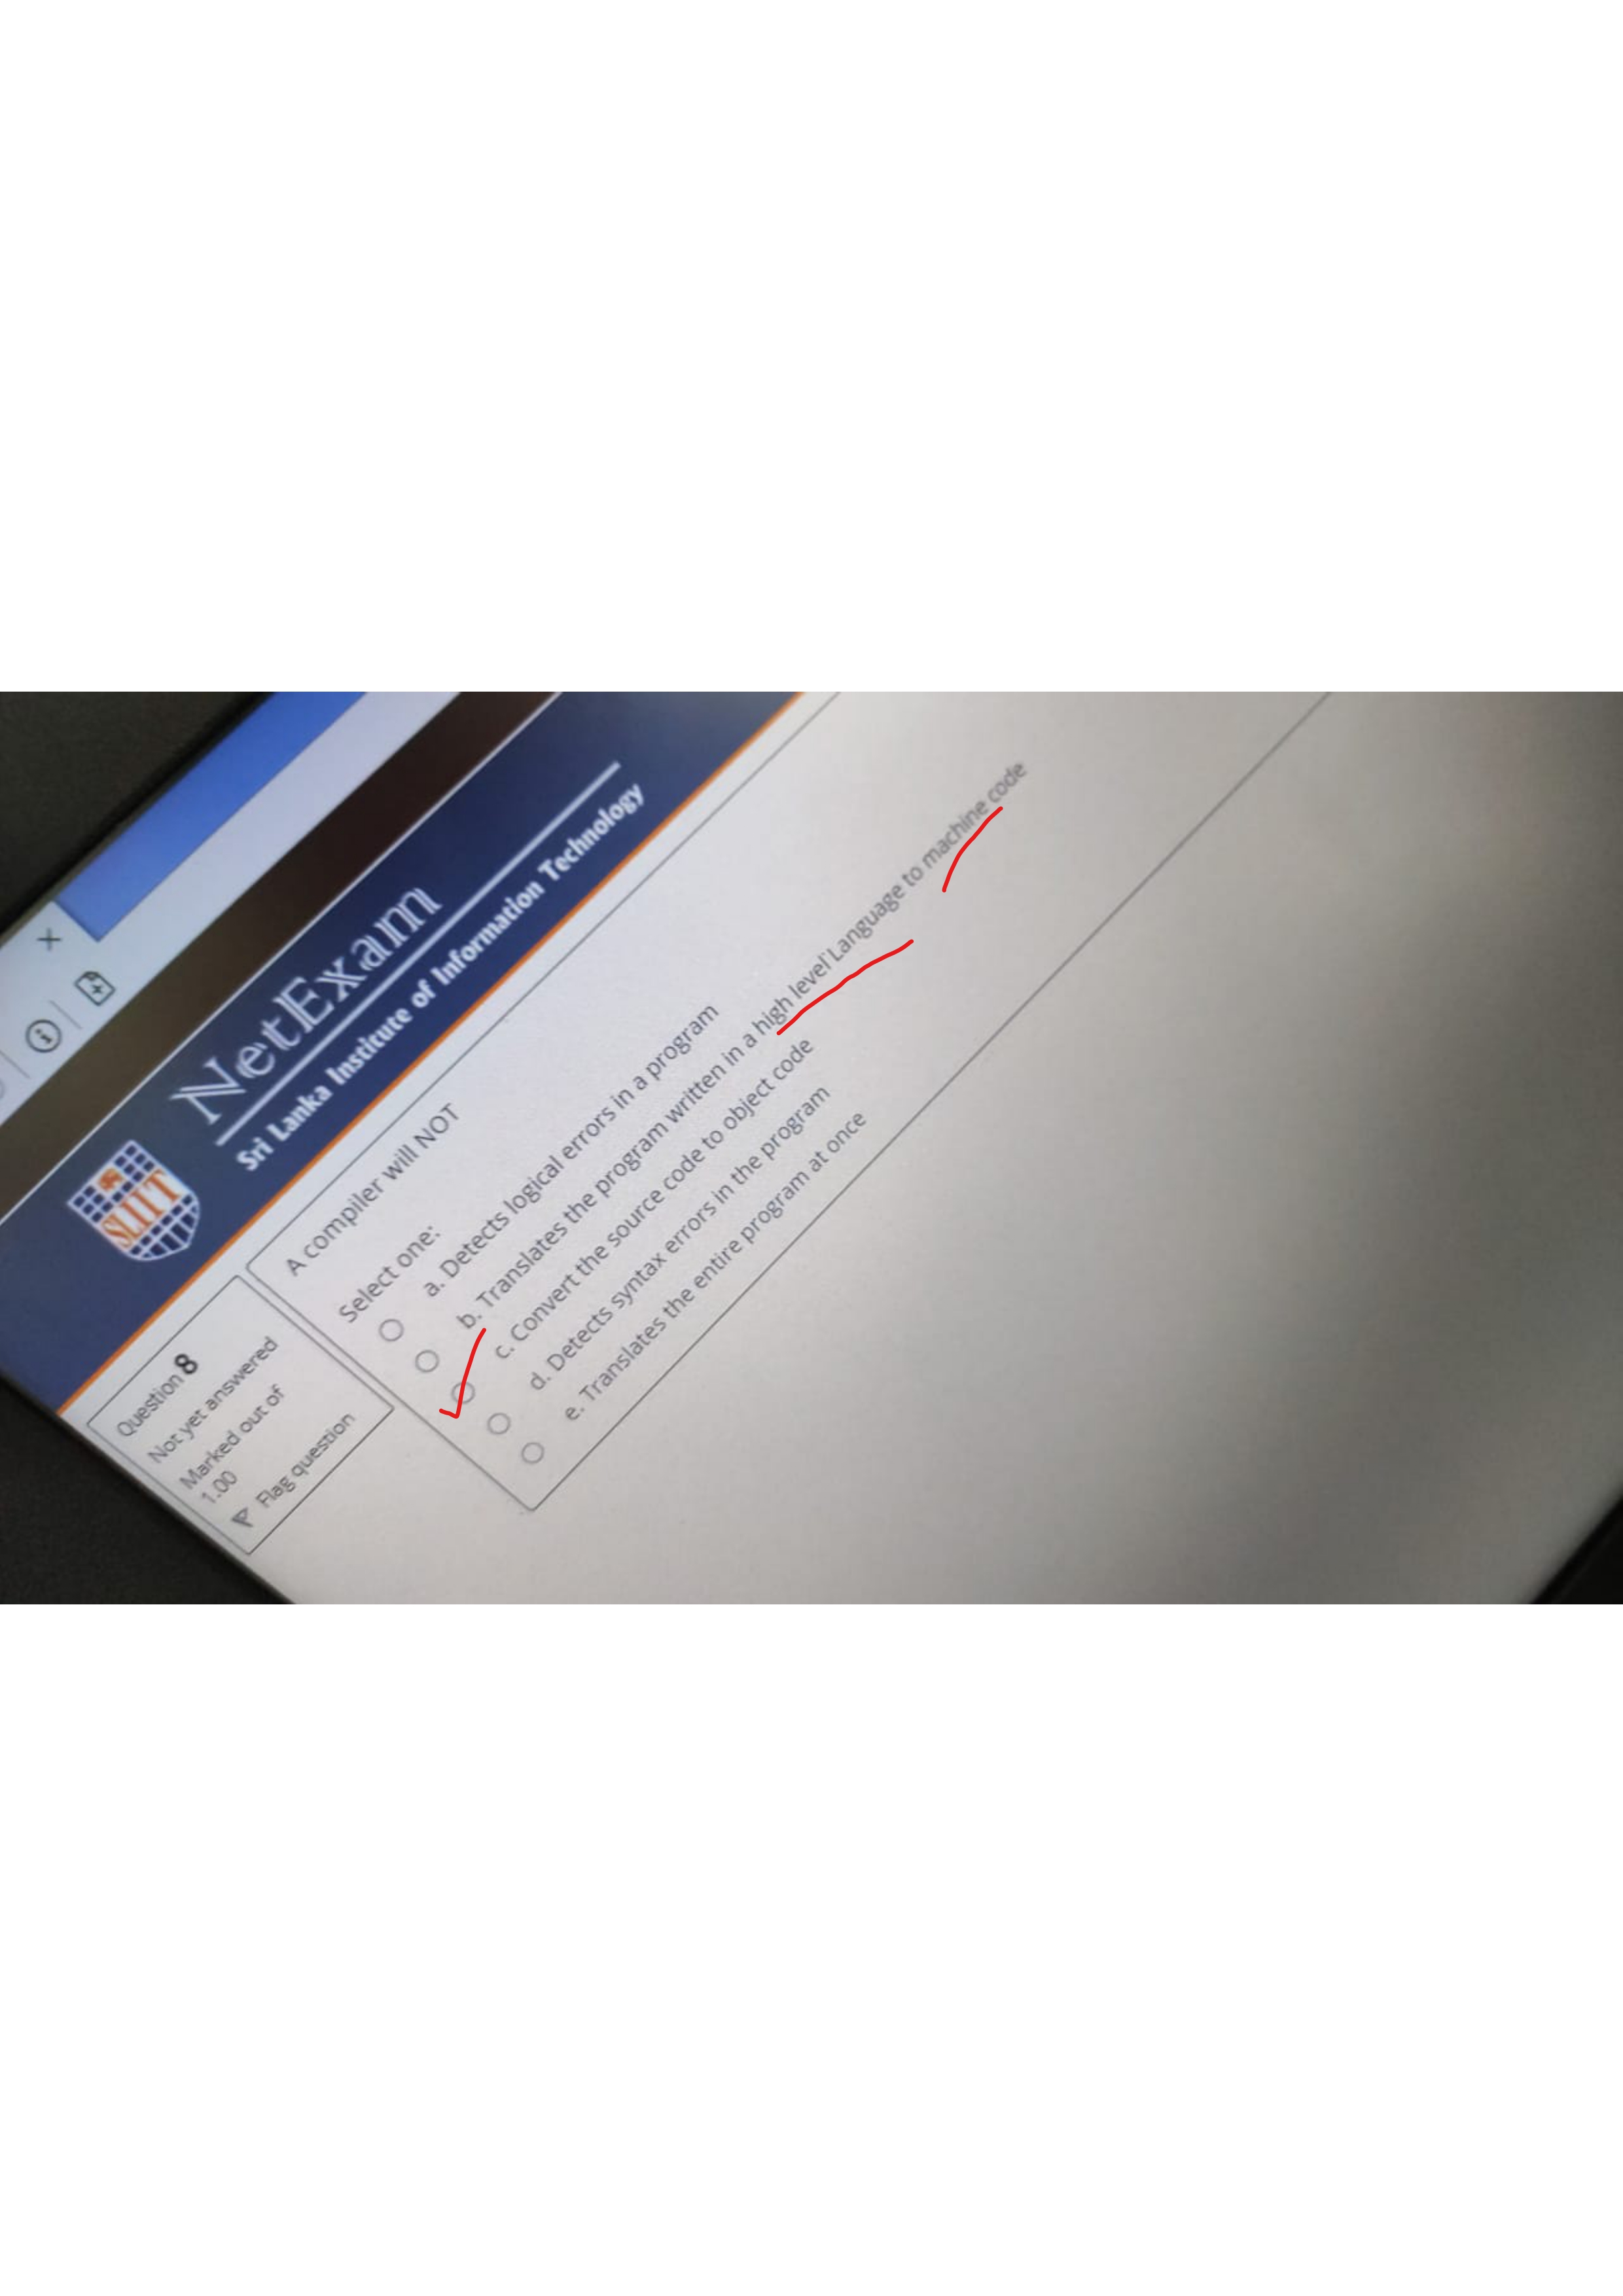 SLIIT
NetExam
Sri Lanka Institute of Information Technology
Question 8
Not yet answered
Marked out of
1.00
Flag question
A compiler will NOT
Select one:
a. Detects logical errors in a program
b. Translates the program written in a high level Language to machine code
c. Convert the source code to object code
d. Detects syntax errors in the program
e. Translates the entire program at once